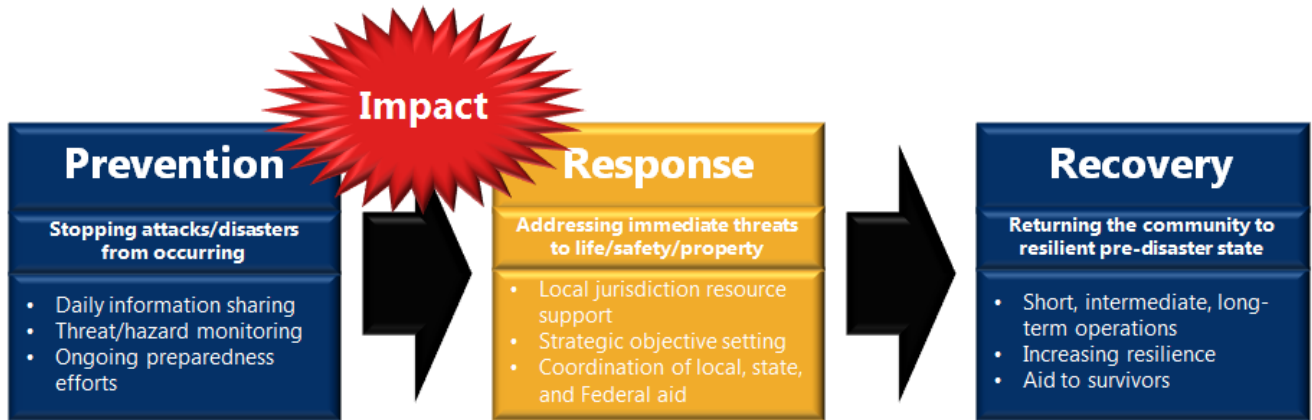 Impact
Prevention
Stopping attacks/disasters
from occurring
• Daily information sharing
• Threat/hazard monitoring
• Ongoing preparedness
efforts
Response
Addressing immediate threats
to life/safety/property
• Local jurisdiction resource
support
• Strategic objective setting
• Coordination of local, state,
and Federal aid
Recovery
Returning the community to
resilient pre-disaster state
• Short, intermediate, long-
term operations
• Increasing resilience
• Aid to survivors